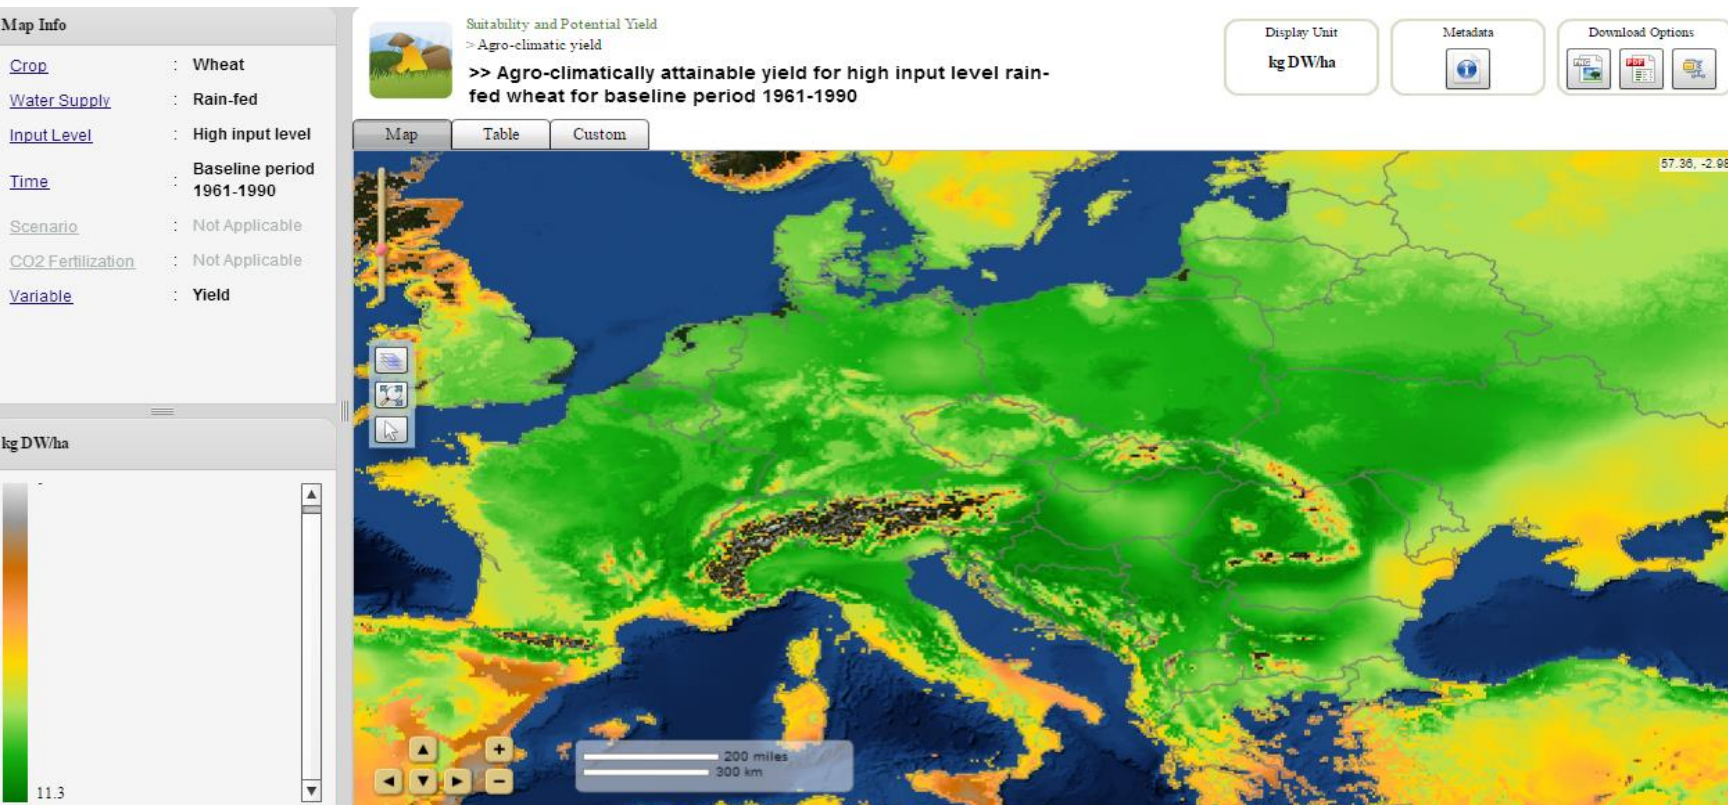 Map Info
Crop : Wheat
Water Supply : Rain-fed
Input Level : High input level
Time : Baseline period
1961-1990
Scenario : Not Applicable
CO2 Fertilization : Not Applicable
Variable : Yield
kg DW/ha
-
11.3
Suitability and Potential Yield
> Agro-climatic yield
>> Agro-climatically attainable yield for high input level rain-
fed wheat for baseline period 1961-1990
Display Unit
kg DW/ha
Metadata
Download Options
PDF
Map Table Custom
57.36, -2.98
200 miles
300 km